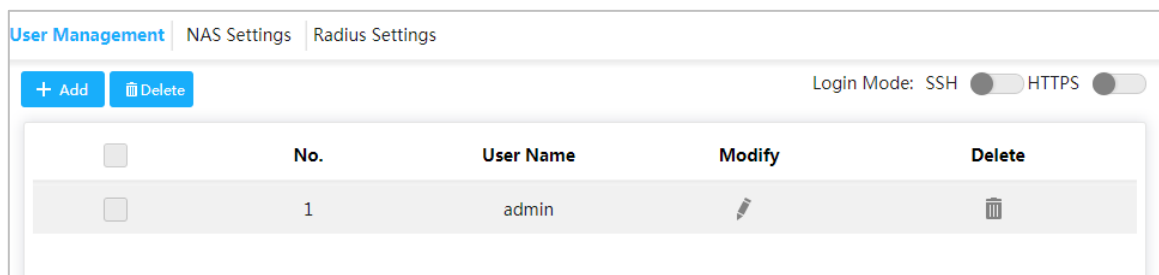 User Management NAS Settings Radius Settings
+ Add Delete Login Mode: SSH HTTPS
No. User Name Modify Delete
1 admin